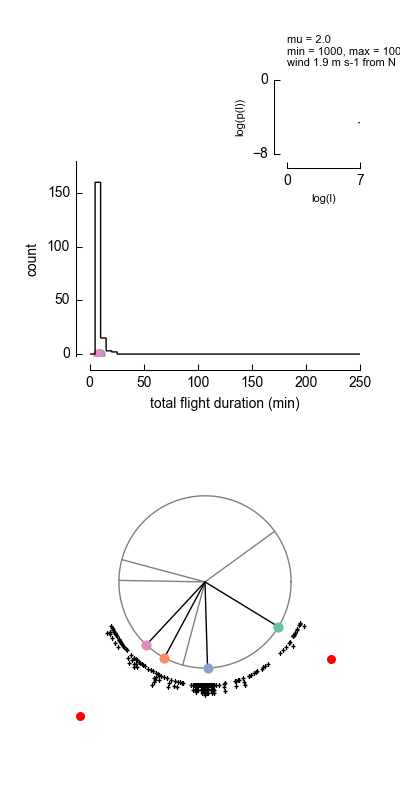 mu = 2.0
min = 1000, max = 100
wind 1.9 m s-1 from N
0
log(p(l))
−8
0 7
log(l)
150
100
50
0
count
0 50 100 150 200 250
total flight duration (min)